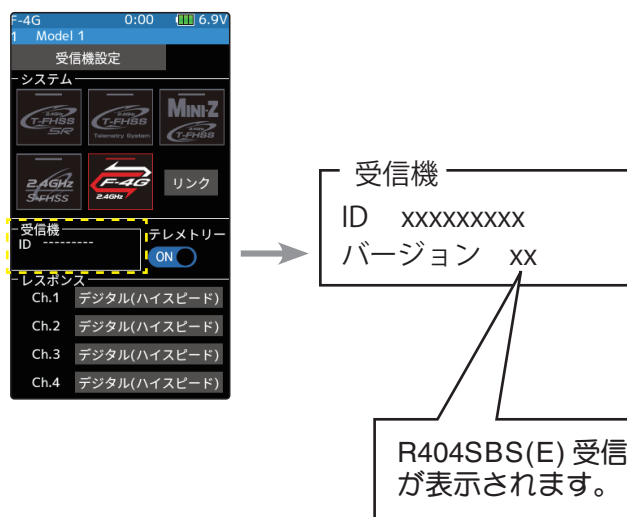 F-4G 0:00 6.9V
1 Model 1
受信機設定
システム
2.4GHz
T-FHSS
SR
2.4GHz
T-FHSS
Telemetry System
MINI-Z
T-FHSS
2.4GHz
S-FHSS
F-4G
2.4GHz
リンク
受信機
ID ---------
テレメトリー
ON
レスポンス
Ch.1 デジタル(ハイスピード)
Ch.2 デジタル(ハイスピード)
Ch.3 デジタル(ハイスピード)
Ch.4 デジタル(ハイスピード)
受信機
ID xxxxxxxxx
バージョン xx
R404SBS(E) 受信
が表示されます。